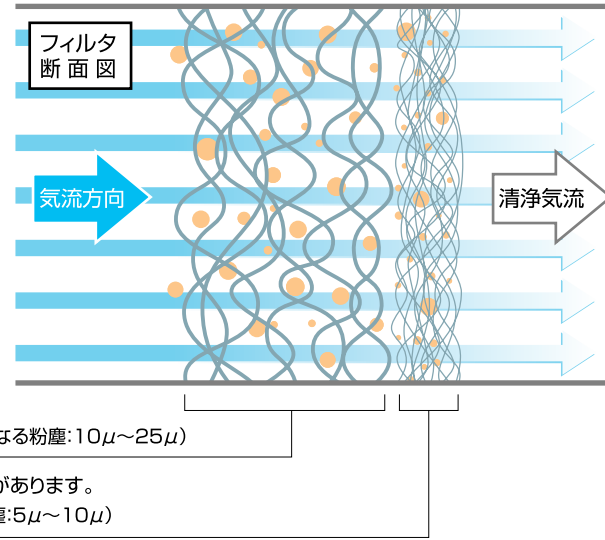 フィルタ
断面図
気流方向
清浄気流
なる粉塵:10μ〜25μ)
があります。
塵:5μ〜10μ)